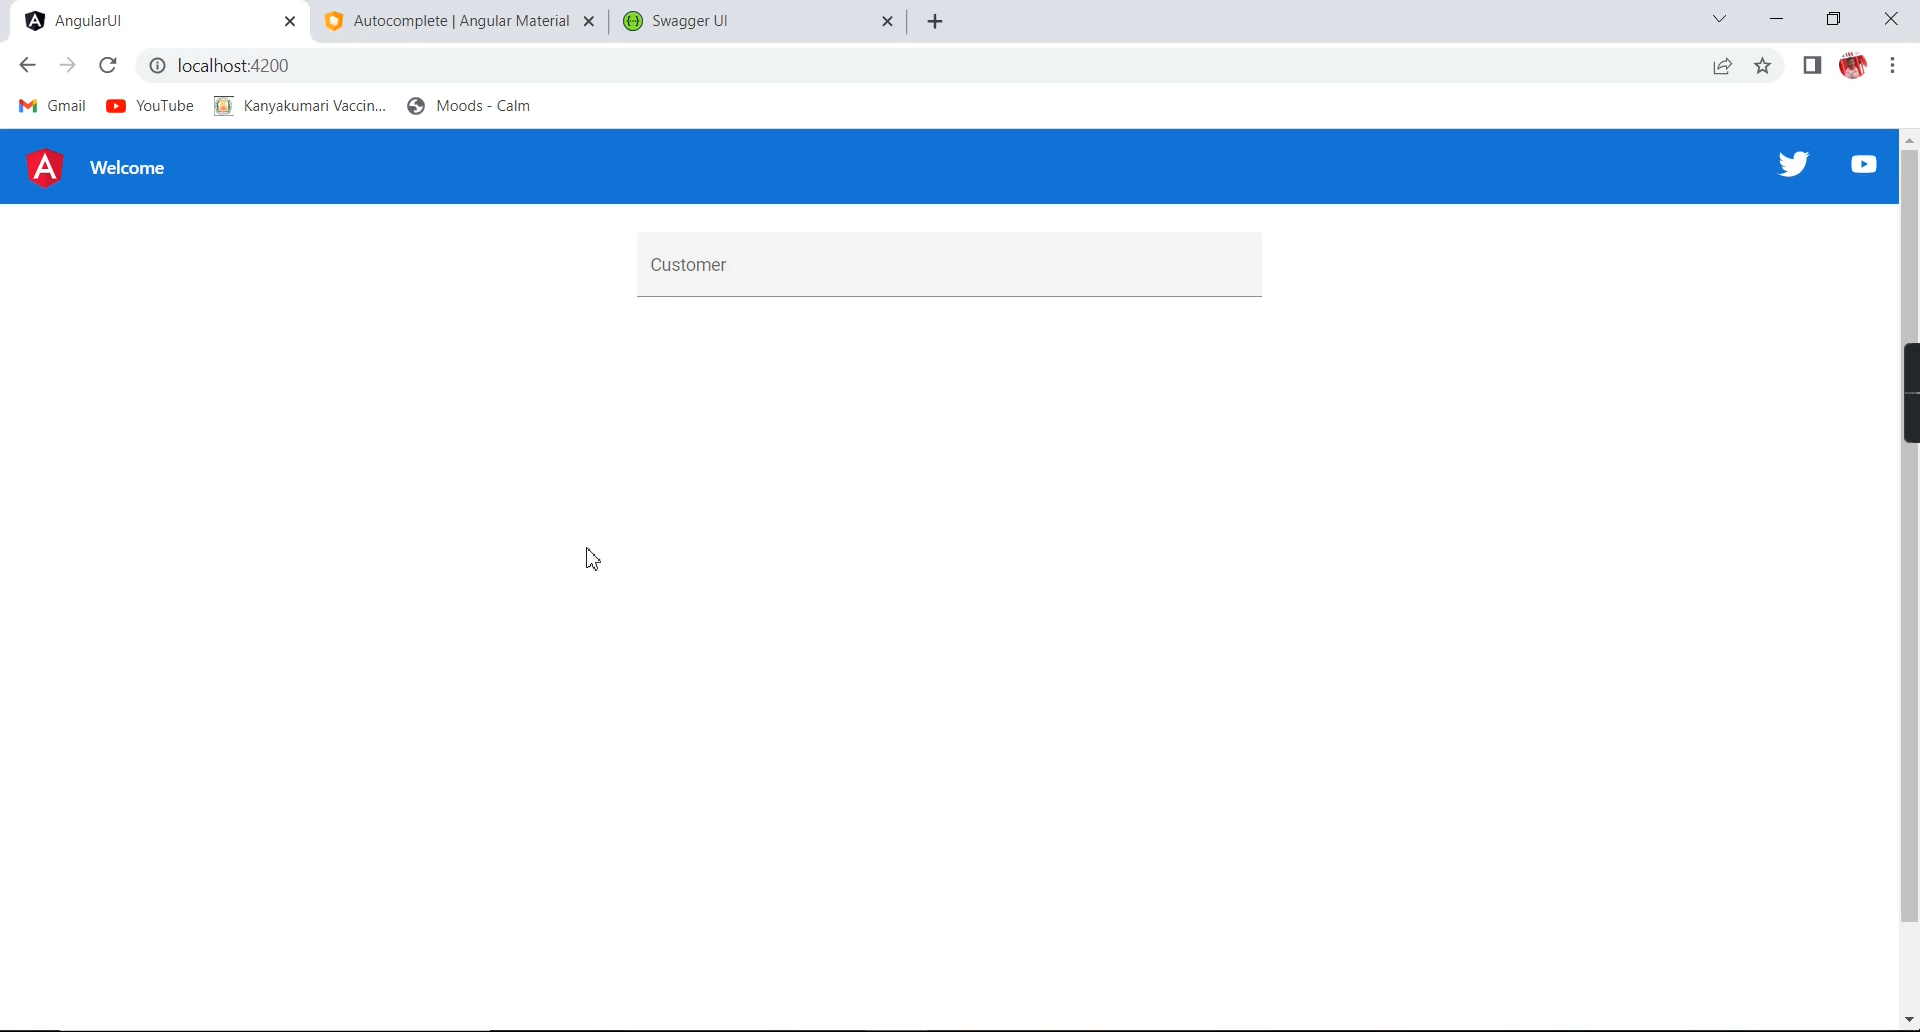 AngularUI
Autocomplete | Angular Material
Swagger UI
localhost:4200
Gmail
YouTube
Kanyakumari Vaccin...
Moods - Calm
Welcome
Customer